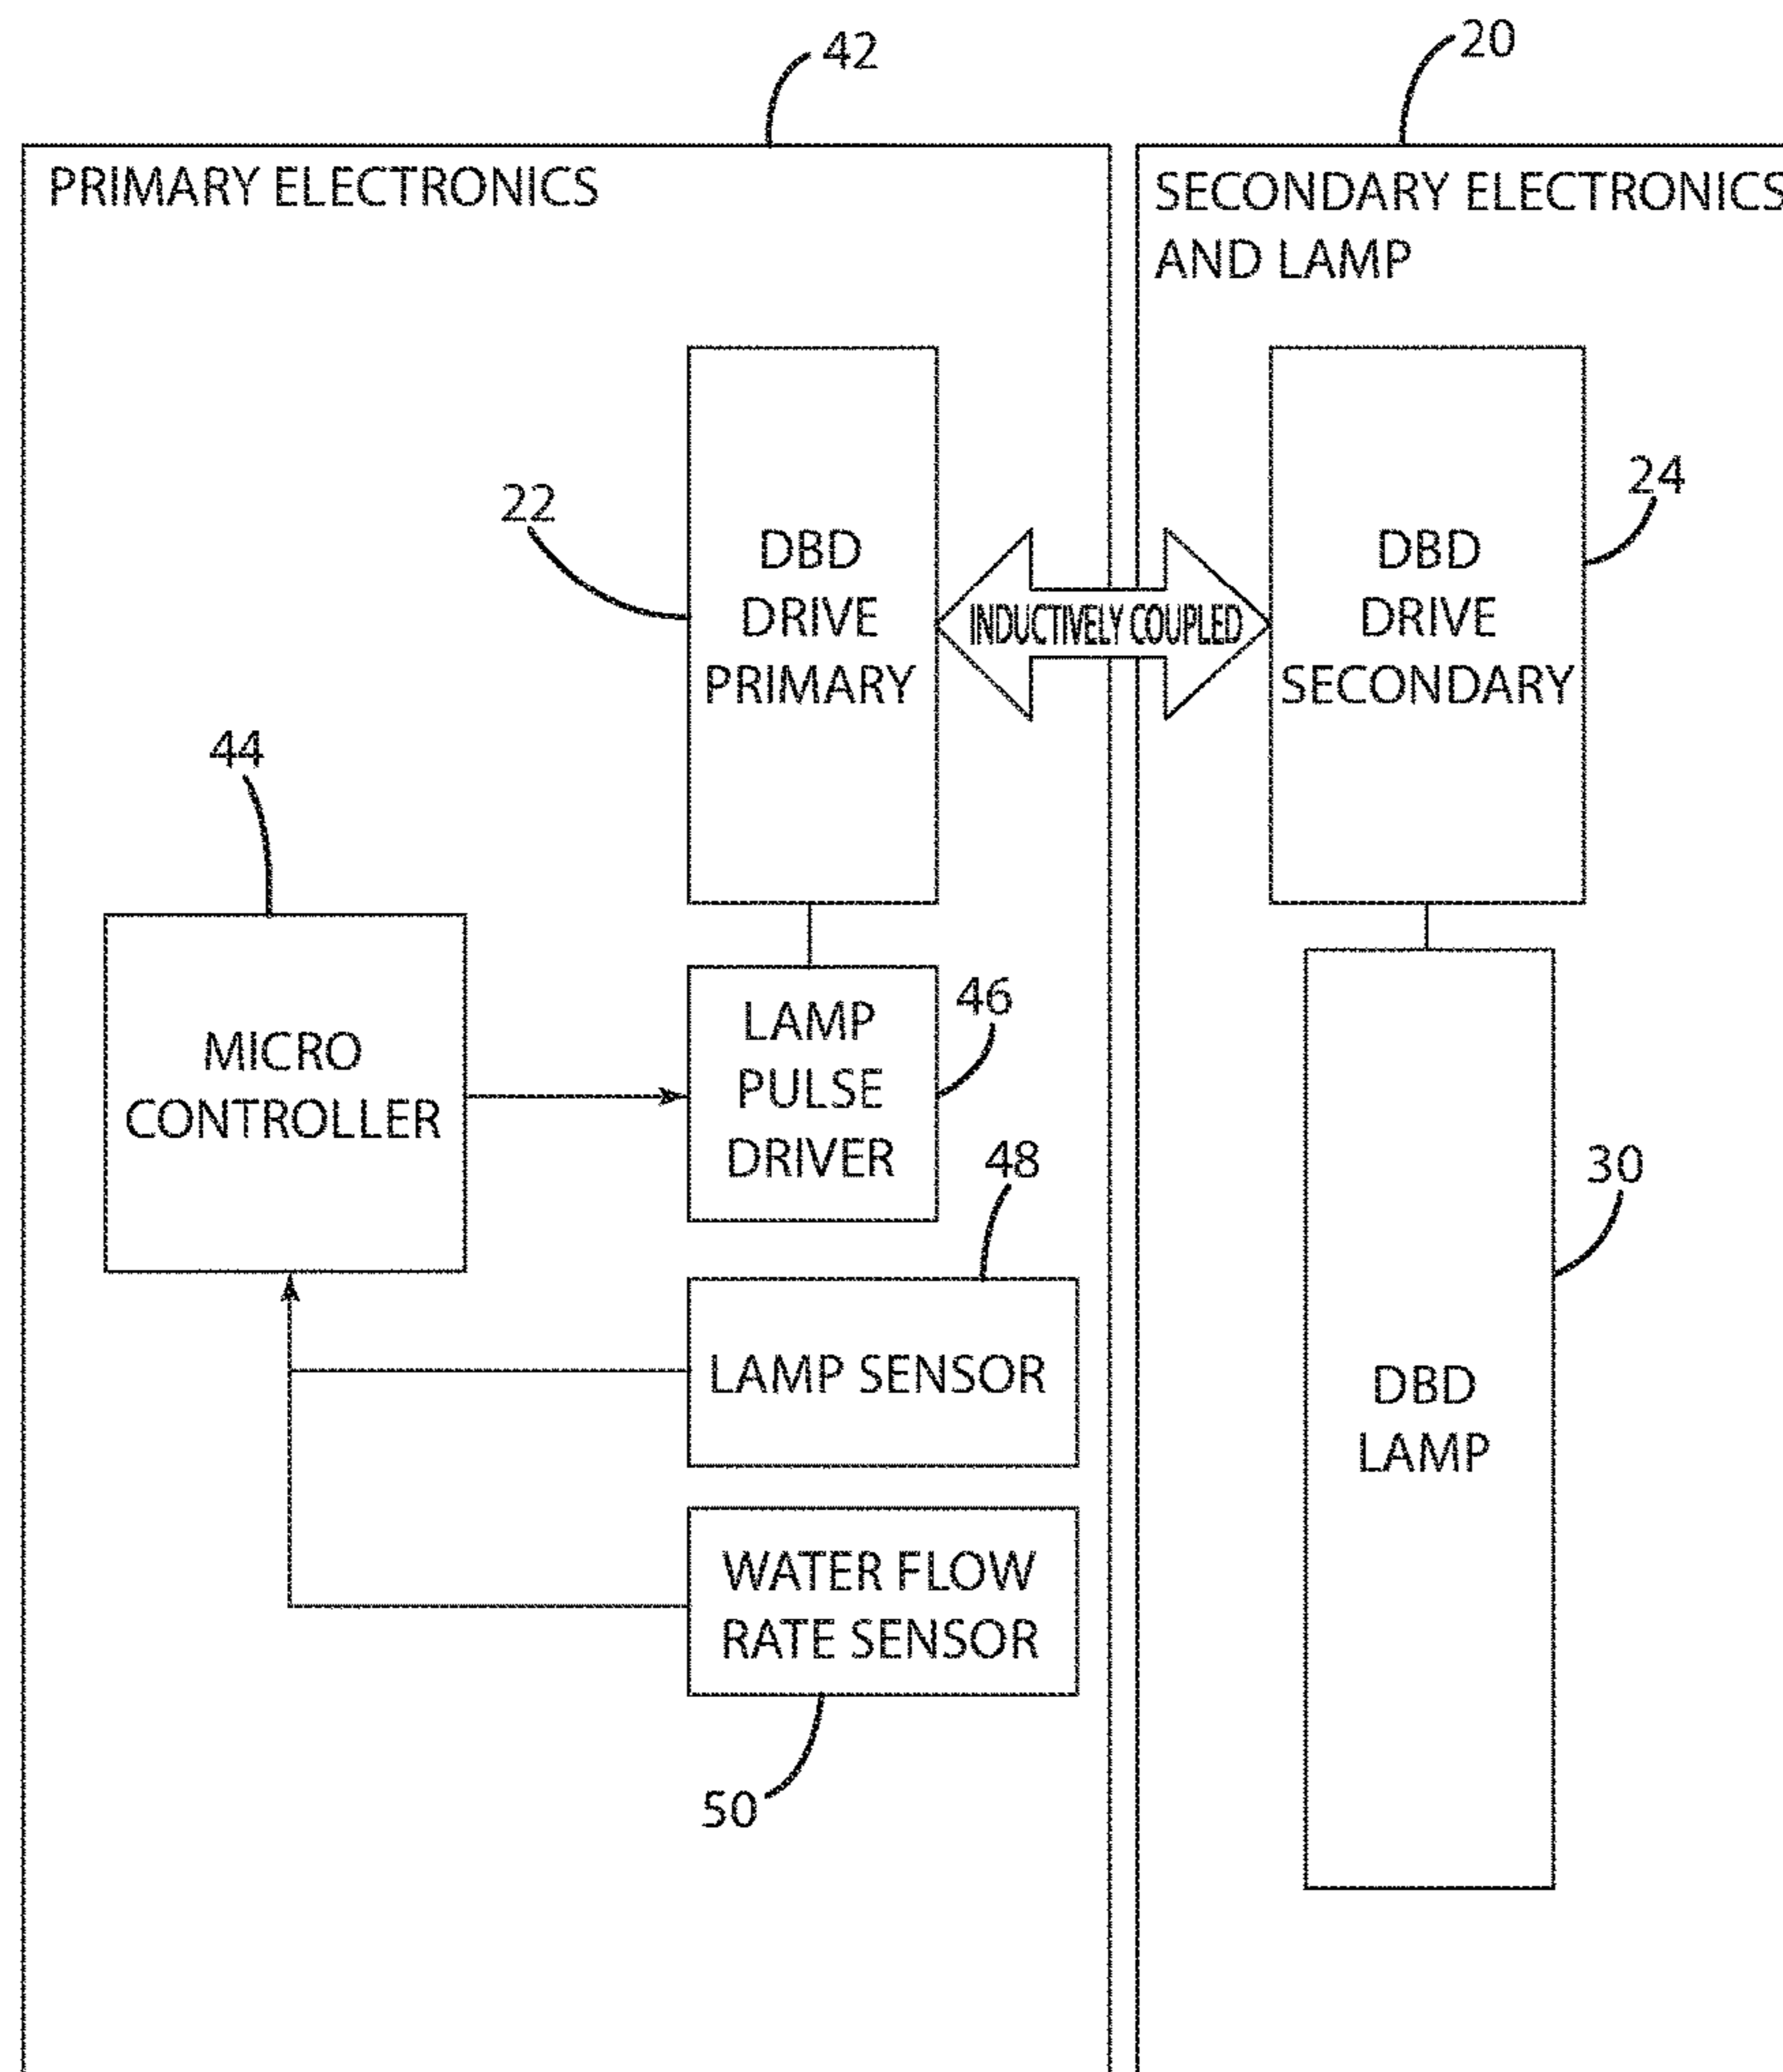 42
20
PRIMARY ELECTRONICS
SECONDARY ELECTRONICS
AND LAMP
22
DBD
DRIVE
PRIMARY
INDUCTIVELY COUPLED
DBD
DRIVE
SECONDARY
24
44
MICRO
CONTROLLER
LAMP
PULSE
DRIVER
46
48
30
LAMP SENSOR
DBD
LAMP
WATER FLOW
RATE SENSOR
50